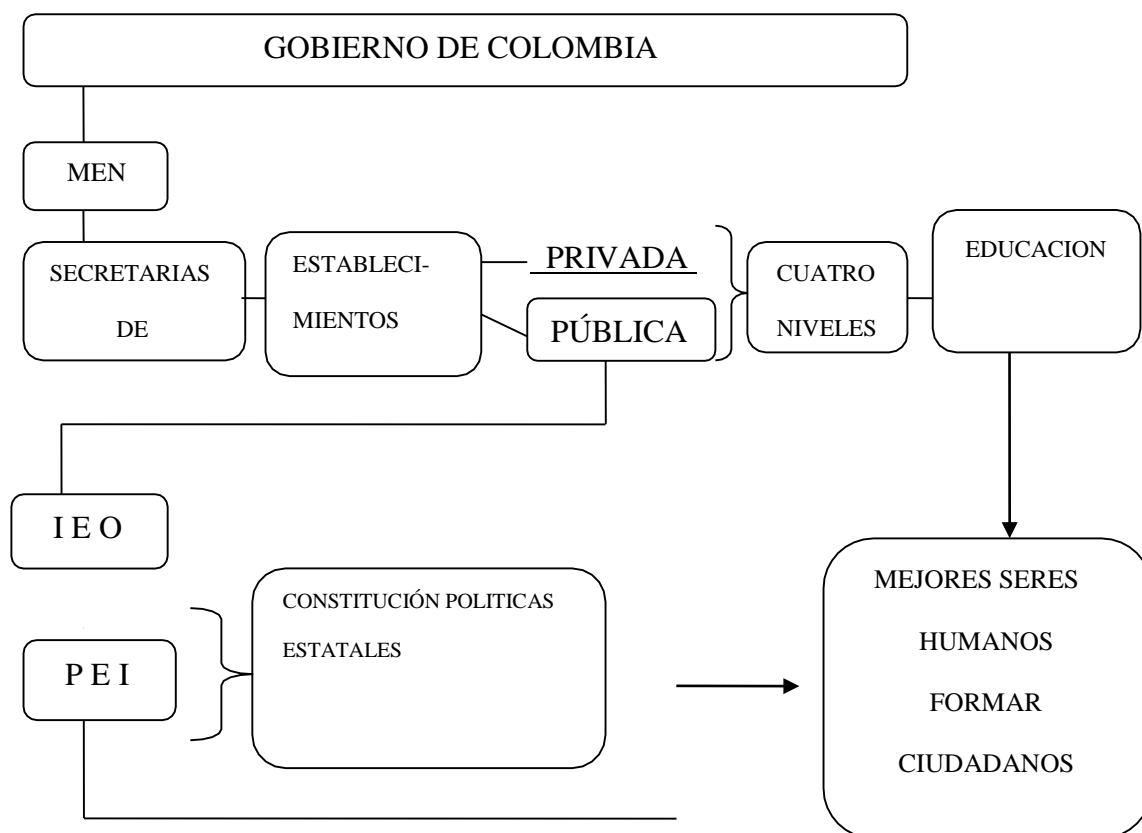 GOBIERNO DE COLOMBIA
MEN
SECRETARIAS
DE
ESTABLECI-
MIENTOS
PRIVADA
PÚBLICA
CUATRO
NIVELES
EDUCACION
I E O
P E I
CONSTITUCIÓN POLITICAS
ESTATALES
MEJORES SERES
HUMANOS
FORMAR
CIUDADANOS